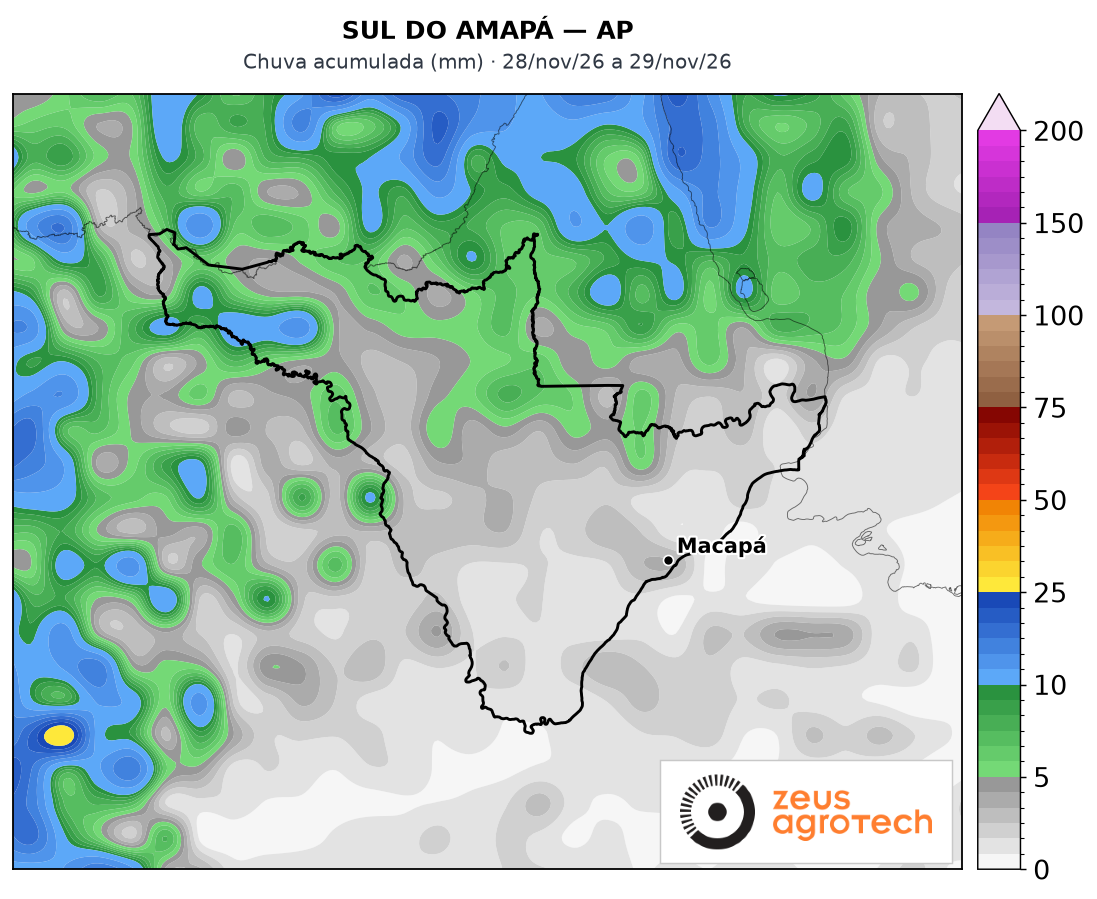 SUL DO AMAPÁ — AP
Chuva acumulada (mm) · 28/nov/26 a 29/nov/26
200
150
100
75
50
25
10
5
0
Macapá
zeus
agrotech